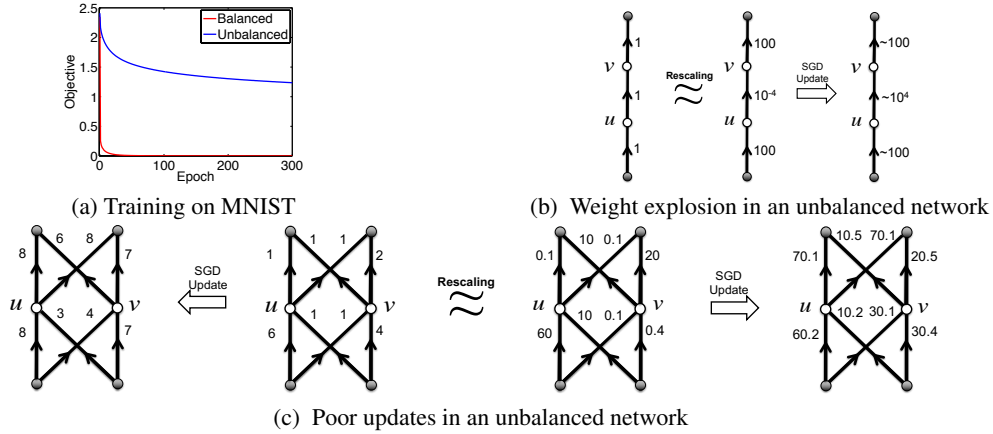 2.5
2
1.5
1
0.5
0
0 100 200 300
Objective
Epoch
Balanced
Unbalanced
(a) Training on MNIST
1
v
1
u
1
Rescaling
≈
100
v
10-4
u
100
SGD
Update
~100
v
~10⁴
u
~100
(b) Weight explosion in an unbalanced network
6 8
8 7
u v
3 4
8 7
SGD
Update
1 1
1 2
u v
1 1
6 4
Rescaling
≈
10 0.1
0.1 20
u v
10 0.1
60 0.4
SGD
Update
10.5 70.1
70.1 20.5
u v
10.2 30.1
60.2 30.4
(c) Poor updates in an unbalanced network